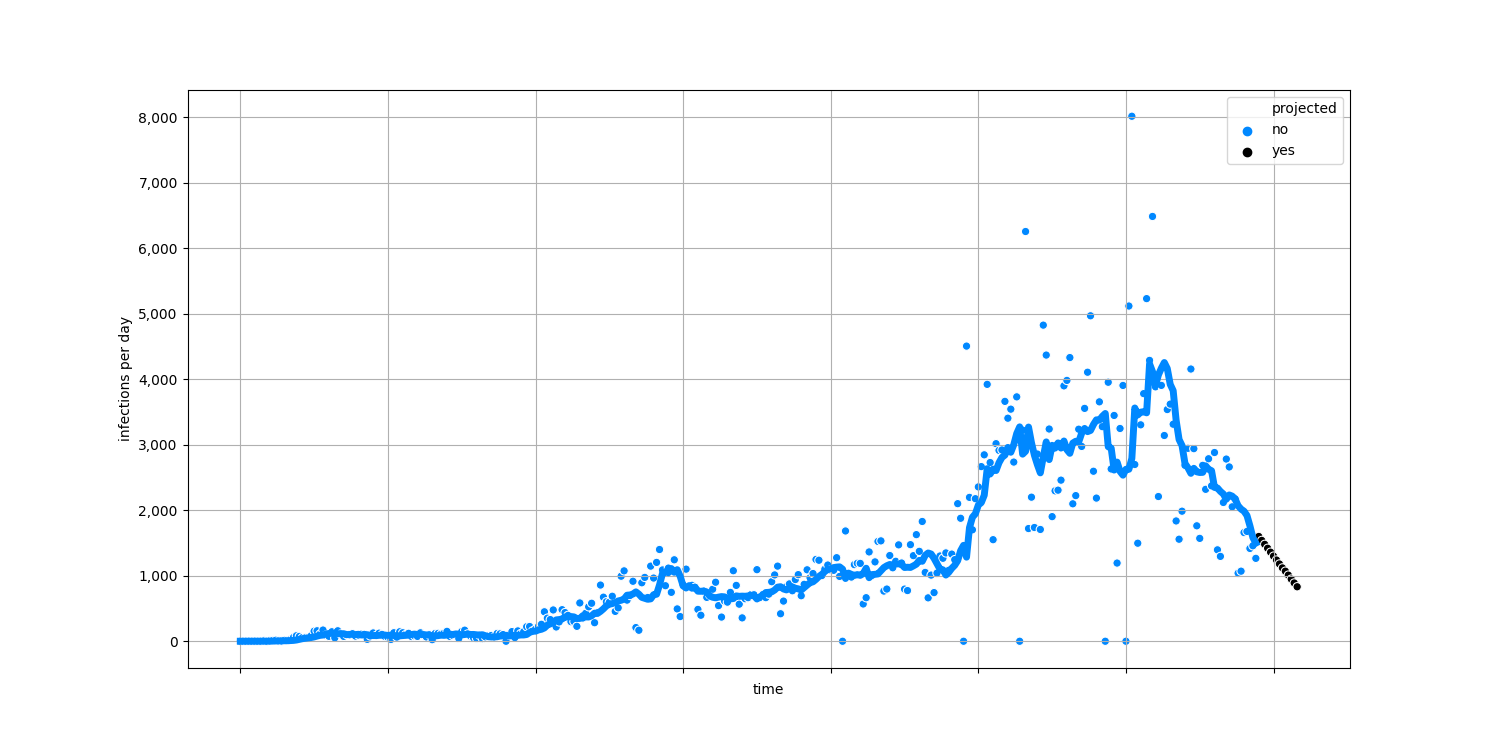 8,000
7,000
6,000
5,000
4,000
3,000
2,000
1,000
0
infections per day
time
projected
no
yes